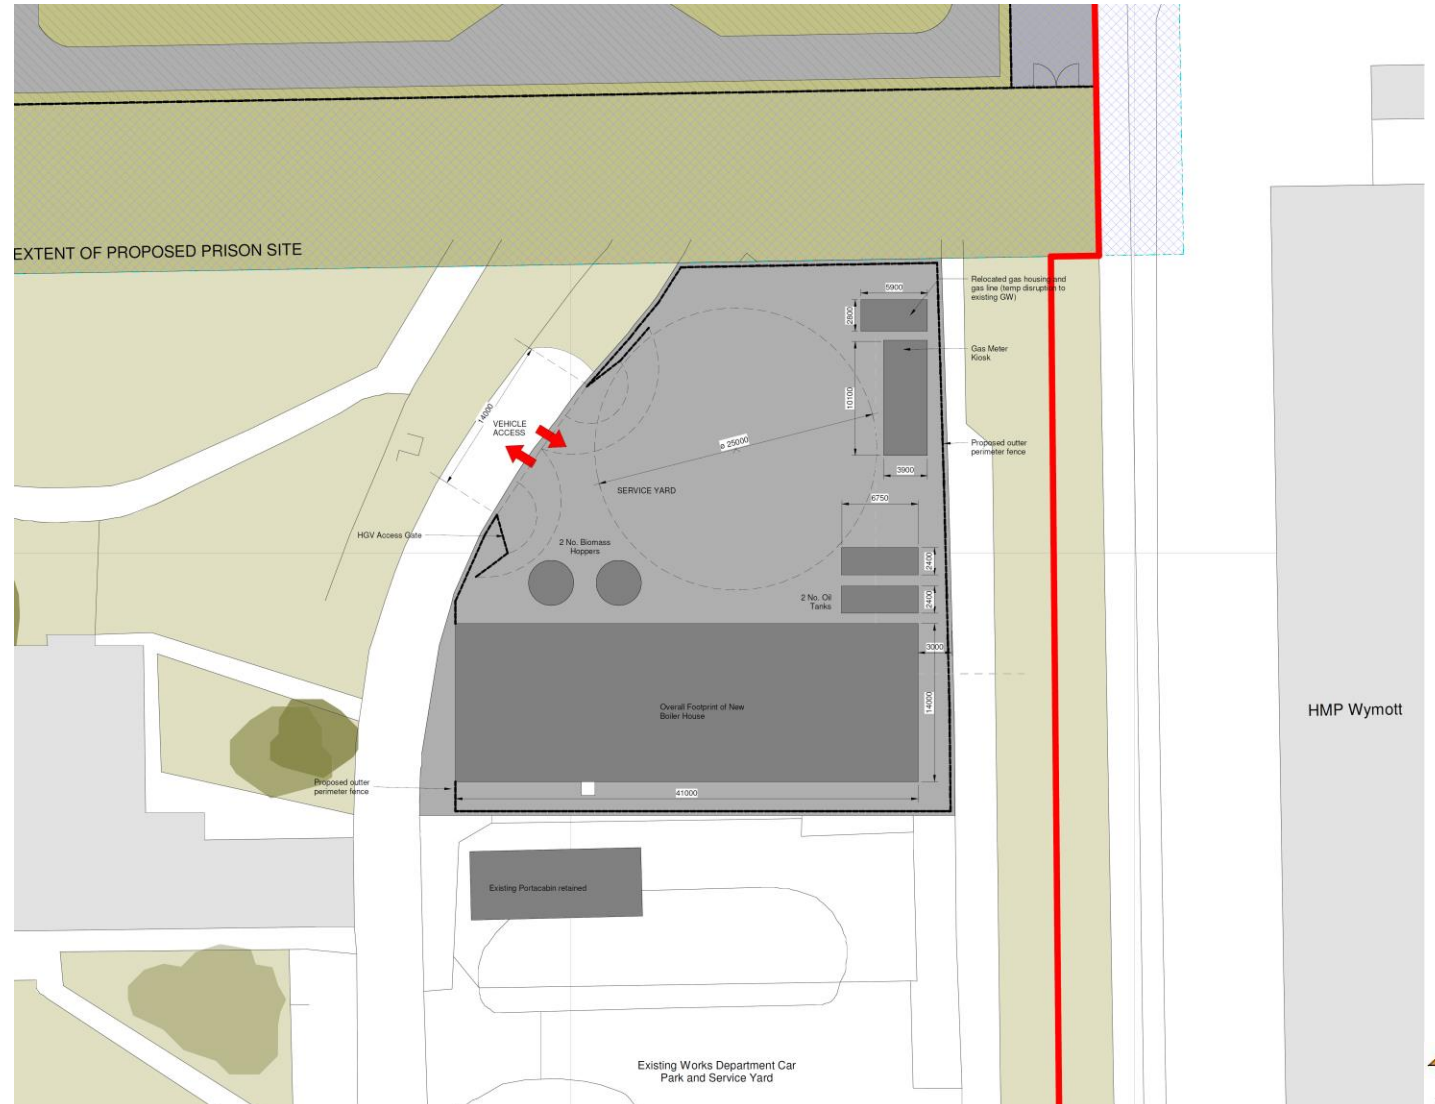 EXTENT OF PROPOSED PRISON SITE
Relocated gas housing and
gas line (temp disruption to
existing GW)
5900
2800
Gas Meter
Kiosk
10100
14000
VEHICLE
ACCESS
ø 25000
Proposed outter
perimeter fence
3900
SERVICE YARD
6750
HGV Access Gate
2 No. Biomass
Hoppers
2400
2 No. Oil
Tanks
2400
3000
14000
Overall Footprint of New
Boiler House
HMP Wymott
Proposed outter
perimeter fence
41000
Existing Portacabin retained
Existing Works Department Car
Park and Service Yard